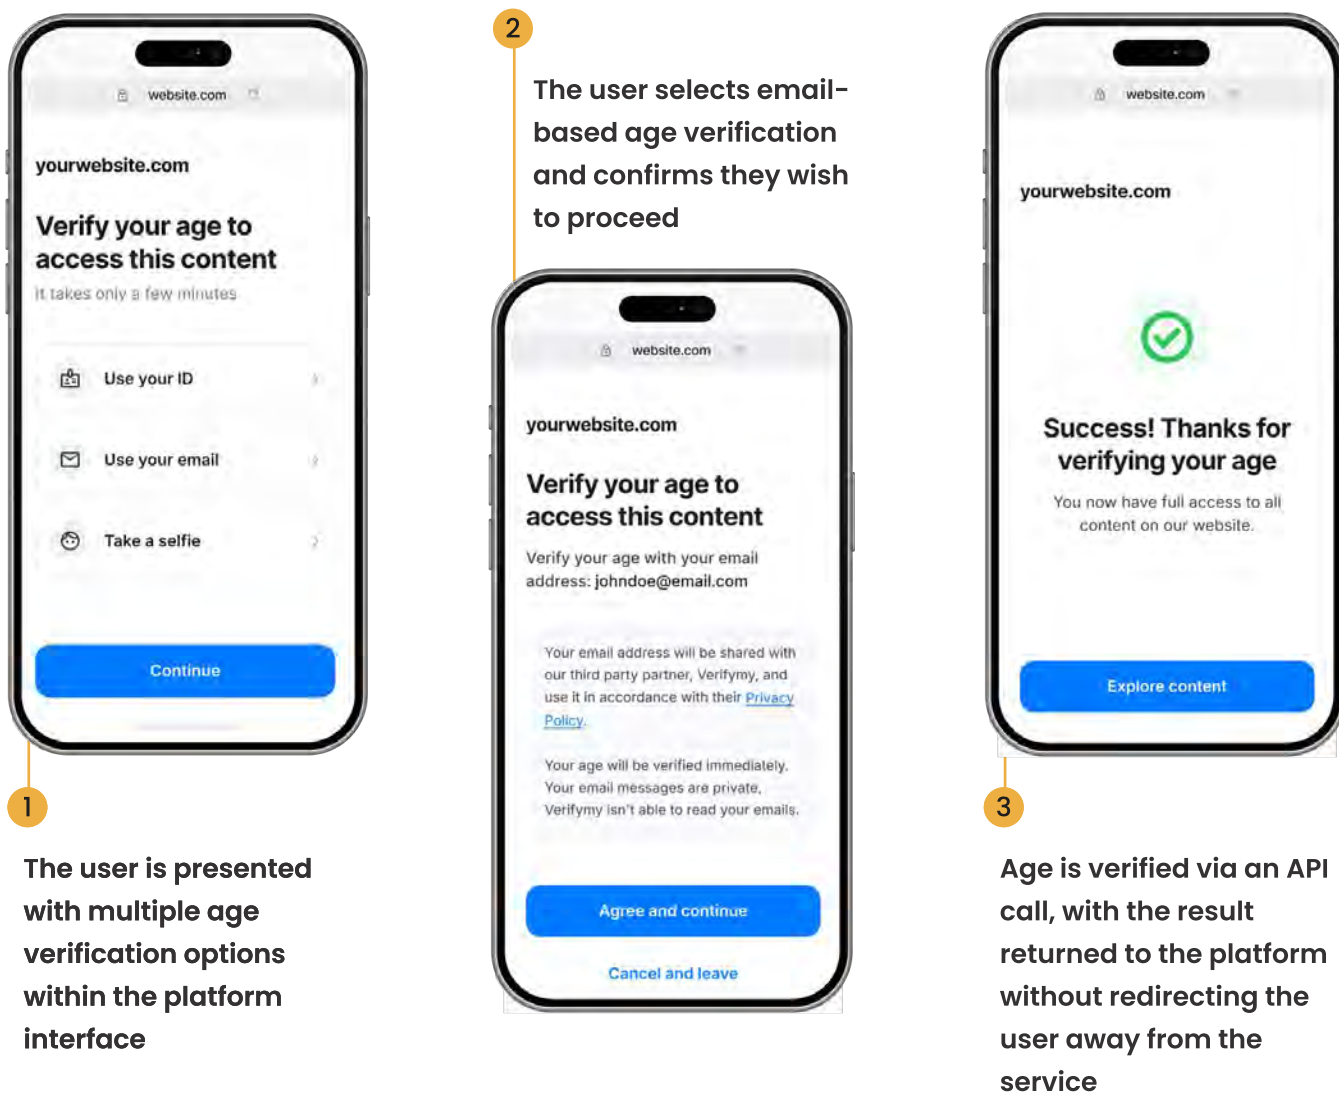 website.com
yourwebsite.com
Verify your age to
access this content
It takes only a few minutes
Use your ID
Use your email
Take a selfie
Continue
1
The user is presented
with multiple age
verification options
within the platform
interface
2
The user selects email-
based age verification
and confirms they wish
to proceed
website.com
yourwebsite.com
Verify your age to
access this content
Verify your age with your email
address: johndoe@email.com
Your email address will be shared with
our third party partner, Verifymy, and
use it in accordance with their Privacy
Policy.
Your age will be verified immediately.
Your email messages are private,
Verifymy isn't able to read your emails.
Agree and continue
Cancel and leave
website.com
yourwebsite.com
Success! Thanks for
verifying your age
You now have full access to all
content on our website.
Explore content
3
Age is verified via an API
call, with the result
returned to the platform
without redirecting the
user away from the
service